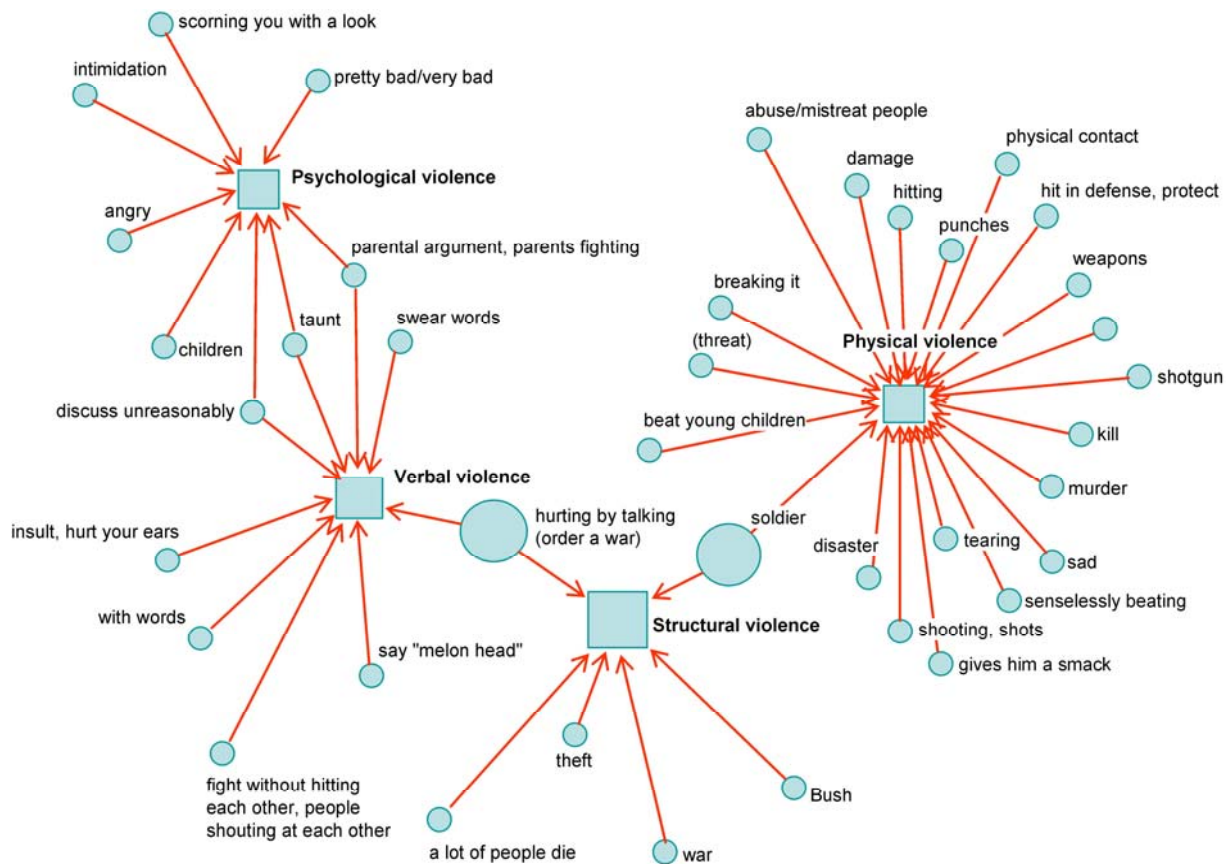 scorning you with a look
intimidation
pretty bad/very bad
Psychological violence
angry
parental argument, parents fighting
children
taunt
swear words
discuss unreasonably
Verbal violence
insult, hurt your ears
with words
say "melon head"
fight without hitting
each other, people
shouting at each other
hurting by talking
(order a war)
soldier
Structural violence
theft
a lot of people die
war
Bush
abuse/mistreat people
physical contact
damage
hitting
hit in defense, protect
punches
weapons
breaking it
(threat)
Physical violence
shotgun
beat young children
kill
murder
disaster
tearing
sad
senselessly beating
shooting, shots
gives him a smack